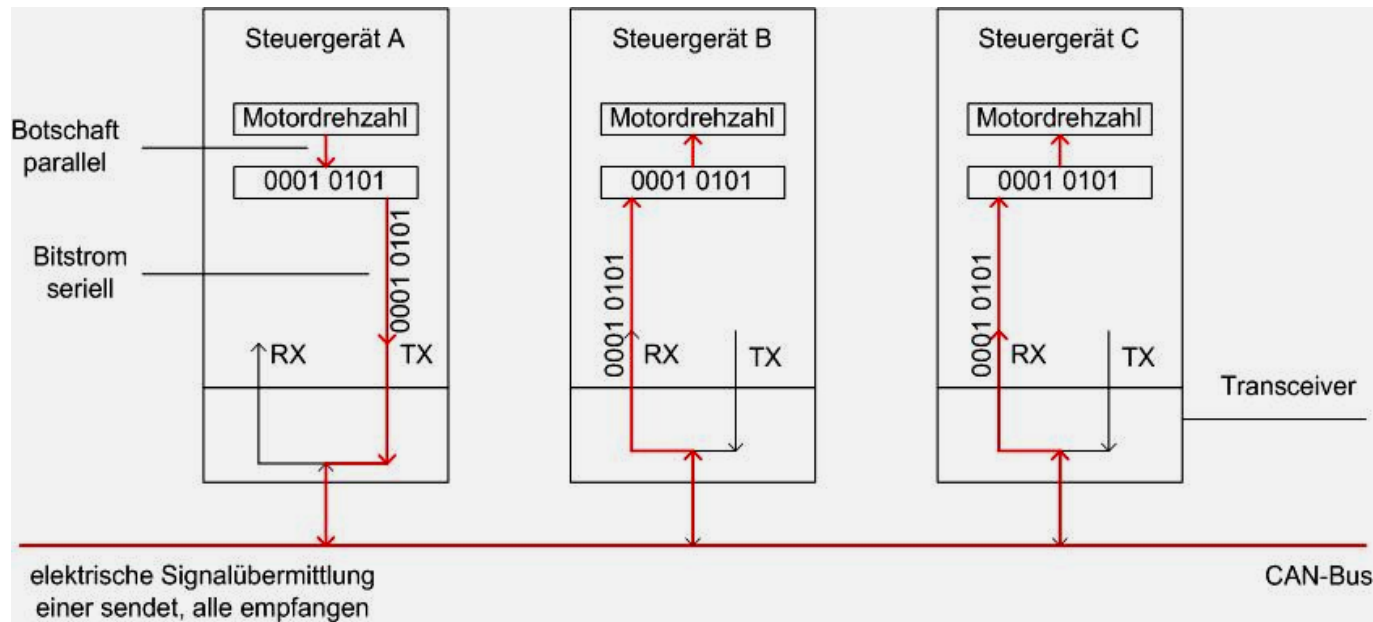 Steuergerät A
Steuergerät B
Steuergerät C
Motordrehzahl
Motordrehzahl
Motordrehzahl
Botschaft
parallel
0001 0101
0001 0101
0001 0101
Bitstrom
seriell
0001 0101
0001 0101
0001 0101
RX
TX
RX
TX
RX
TX
Transceiver
elektrische Signalübermittlung
einer sendet, alle empfangen
CAN-Bus